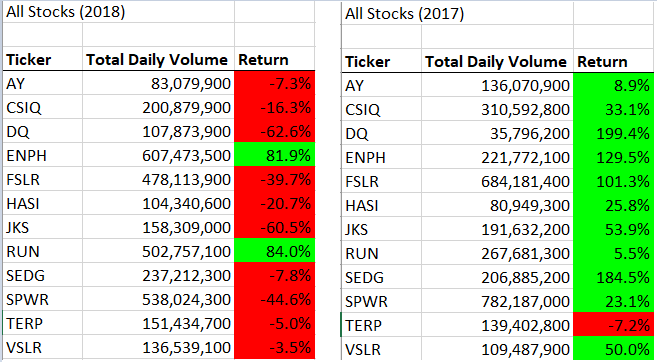 All Stocks (2018)
Ticker Total Daily Volume Return
AY 83,079,900 -7.3%
CSIQ 200,879,900 -16.3%
DQ 107,873,900 -62.6%
ENPH 607,473,500 81.9%
FSLR 478,113,900 -39.7%
HASI 104,340,600 -20.7%
JKS 158,309,000 -60.5%
RUN 502,757,100 84.0%
SEDG 237,212,300 -7.8%
SPWR 538,024,300 -44.6%
TERP 151,434,700 -5.0%
VSLR 136,539,100 -3.5%
All Stocks (2017)
Ticker Total Daily Volume Return
AY 136,070,900 8.9%
CSIQ 310,592,800 33.1%
DQ 35,796,200 199.4%
ENPH 221,772,100 129.5%
FSLR 684,181,400 101.3%
HASI 80,949,300 25.8%
JKS 191,632,200 53.9%
RUN 267,681,300 5.5%
SEDG 206,885,200 184.5%
SPWR 782,187,000 23.1%
TERP 139,402,800 -7.2%
VSLR 109,487,900 50.0%